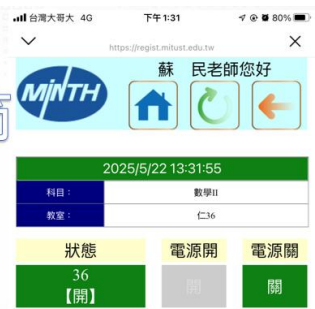 台灣大哥大 4G 下午1:31 80%
https://regist.mitust.edu.tw
MINTH
蘇 民老師您好
2025/5/22 13:31:55
科目： 數學II
教室： 仁36
狀態 電源開 電源關
36
【開】 開 關